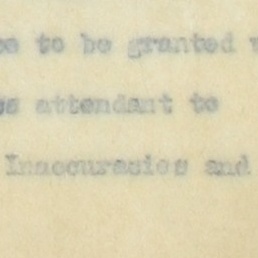 to be granted
attendant to
Inaccuracies and